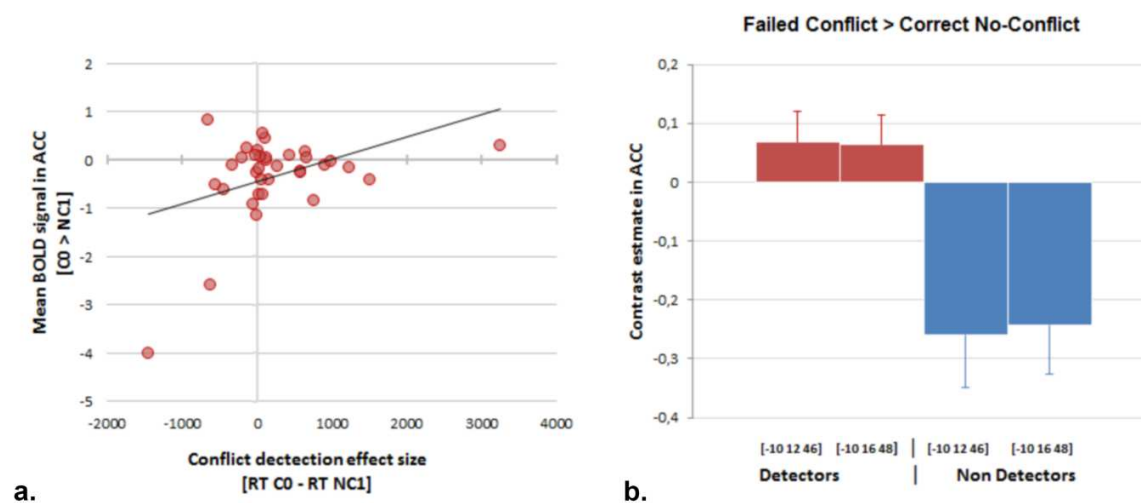 2
1
0
-1
-2
-3
-4
-5
Mean BOLD signal in ACC
[C0 > NC1]
-2000 -1000 0 1000 2000 3000 4000
Conflict dectection effect size
[RT C0 - RT NC1]
a.
Failed Conflict > Correct No-Conflict
0,2
0,1
0
-0,1
-0,2
-0,3
-0,4
Contrast estmate in ACC
[-10 12 46] [-10 16 48] | [-10 12 46] [-10 16 48]
Detectors | Non Detectors
b.